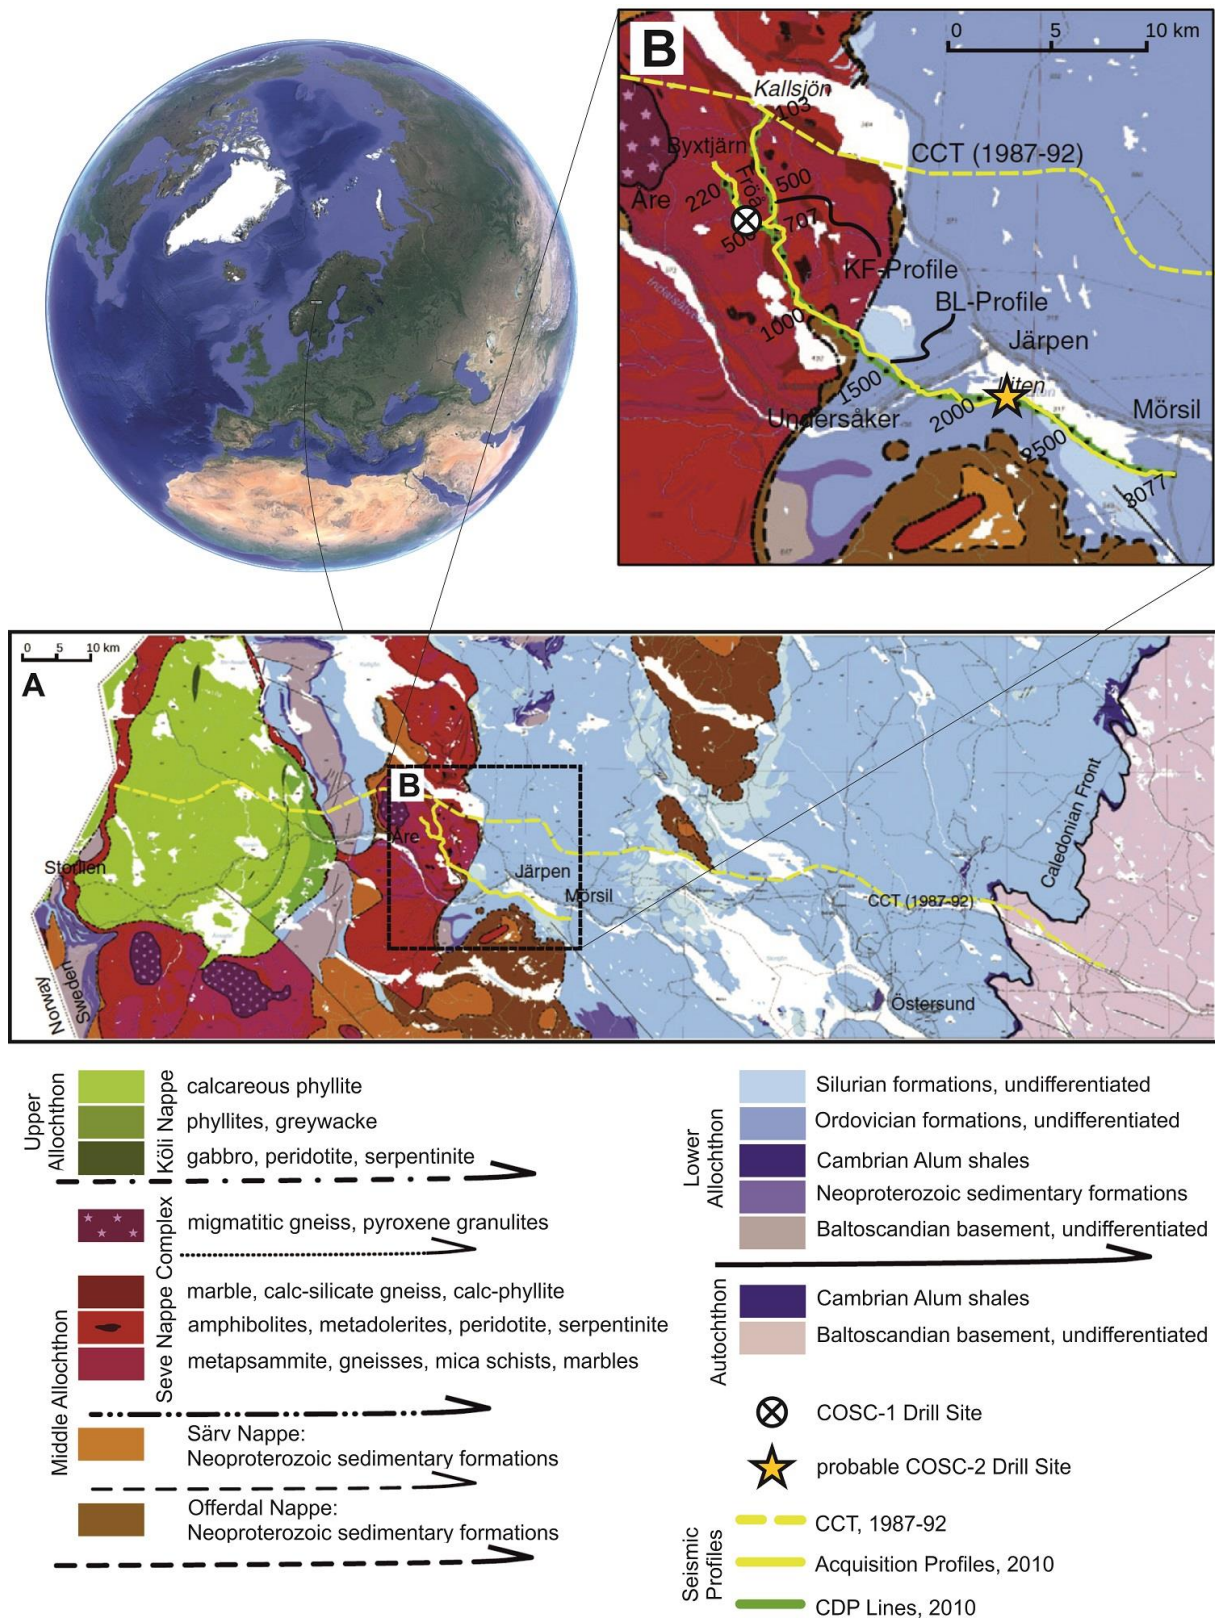 B
0 5 10 km
Kallsjön
103
Byxtjärn
CCT (1987-92)
Fröå
500
220
Åre
707
500
KF-Profile
BL-Profile
1000
Järpen
1500
Liten
Undersåker
2000
Mörsil
2500
3077
0 5 10 km
A
B
Åre
Caledonian Front
Storlien
Järpen
Mörsil
CCT (1987-92)
Norway
Sweden
Östersund
Upper
Allochthon
Köli Nappe
calcareous phyllite
phyllites, greywacke
gabbro, peridotite, serpentinite
Middle Allochthon
Seve Nappe Complex
migmatitic gneiss, pyroxene granulites
marble, calc-silicate gneiss, calc-phyllite
amphibolites, metadolerites, peridotite, serpentinite
metapsammite, gneisses, mica schists, marbles
Särv Nappe:
Neoproterozoic sedimentary formations
Offerdal Nappe:
Neoproterozoic sedimentary formations
Lower
Allochthon
Silurian formations, undifferentiated
Ordovician formations, undifferentiated
Cambrian Alum shales
Neoproterozoic sedimentary formations
Baltoscandian basement, undifferentiated
Autochthon
Cambrian Alum shales
Baltoscandian basement, undifferentiated
COSC-1 Drill Site
probable COSC-2 Drill Site
Seismic
Profiles
CCT, 1987-92
Acquisition Profiles, 2010
CDP Lines, 2010